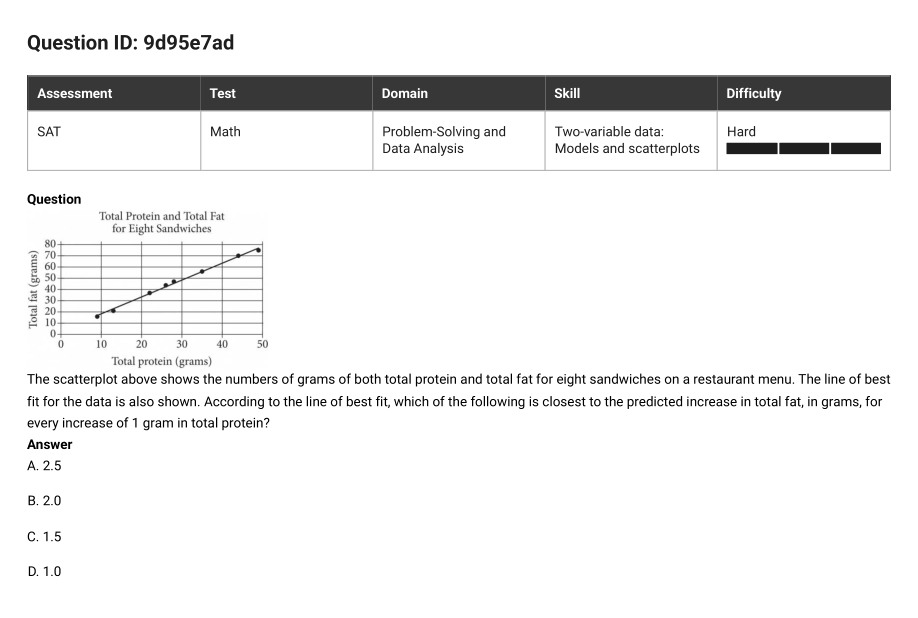 Question ID: 9d95e7ad
Assessment Test Domain Skill Difficulty
SAT Math Problem-Solving and Two-variable data: Hard
Data Analysis Models and scatterplots
Question
Total Protein and Total Fat
for Eight Sandwiches
Total fat (grams)
80
70
60
50
40
30
20
10
0
0 10 20 30 40 50
Total protein (grams)
The scatterplot above shows the numbers of grams of both total protein and total fat for eight sandwiches on a restaurant menu. The line of best
fit for the data is also shown. According to the line of best fit, which of the following is closest to the predicted increase in total fat, in grams, for
every increase of 1 gram in total protein?
Answer
A. 2.5
B. 2.0
C. 1.5
D. 1.0